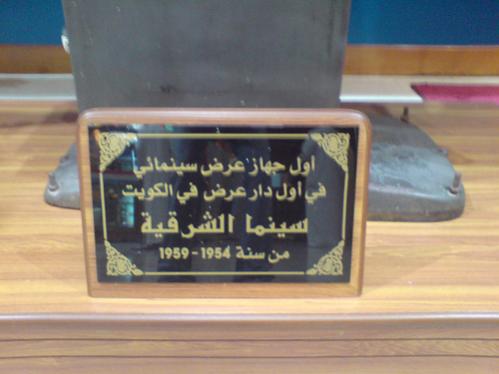 اول جهاز عرض سينمائي
في اول دار عرض في الكويت
سينما الشرقية
من سنة 1954 - 1959